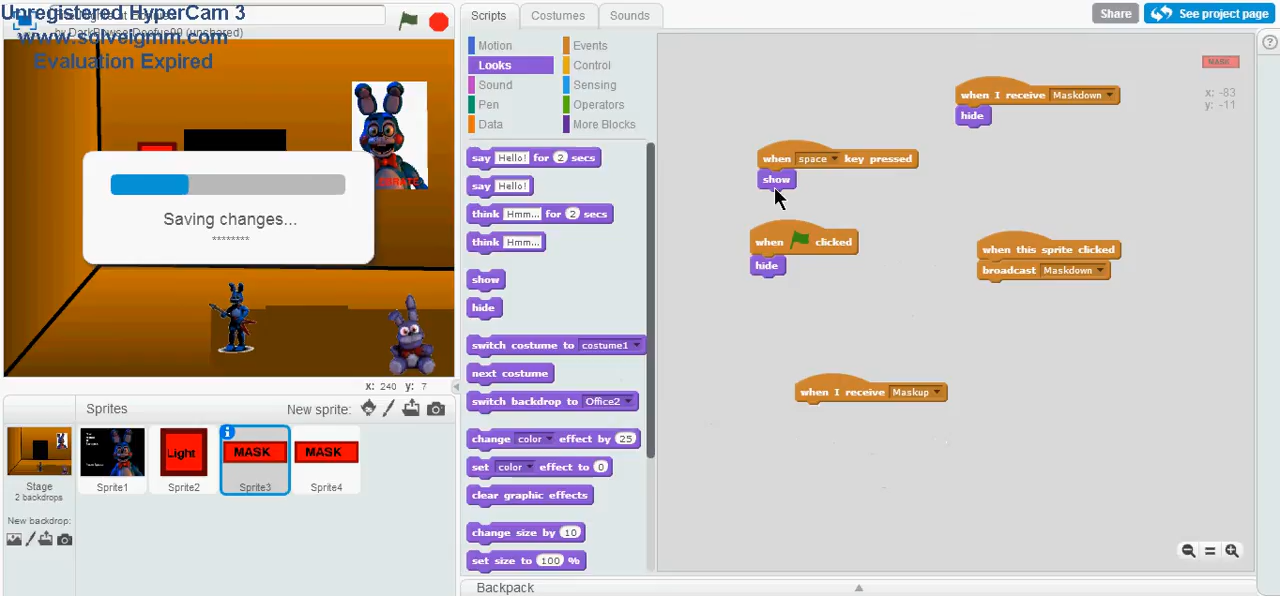 Unregistered HyperCam 3
www.solveigmm.com
Evaluation Expired
by DarkBowserDoofus99 (unshared)
Saving changes...
********
x: 240 y: 7
Sprites
New sprite:
Stage
2 backdrops
New backdrop:
Sprite1
Light
Sprite2
MASK
Sprite3
MASK
Sprite4
Scripts
Costumes
Sounds
Motion
Events
Looks
Control
Sound
Sensing
Pen
Operators
Data
More Blocks
say Hello! for 2 secs
say Hello!
think Hmm... for 2 secs
think Hmm...
show
hide
switch costume to costume1
next costume
switch backdrop to Office2
change color effect by 25
set color effect to 0
clear graphic effects
change size by 10
set size to 100 %
Share
See project page
MASK
x: -83
y: -11
when I receive Maskdown
hide
when space key pressed
show
when clicked
hide
when this sprite clicked
broadcast Maskdown
when I receive Maskup
Backpack